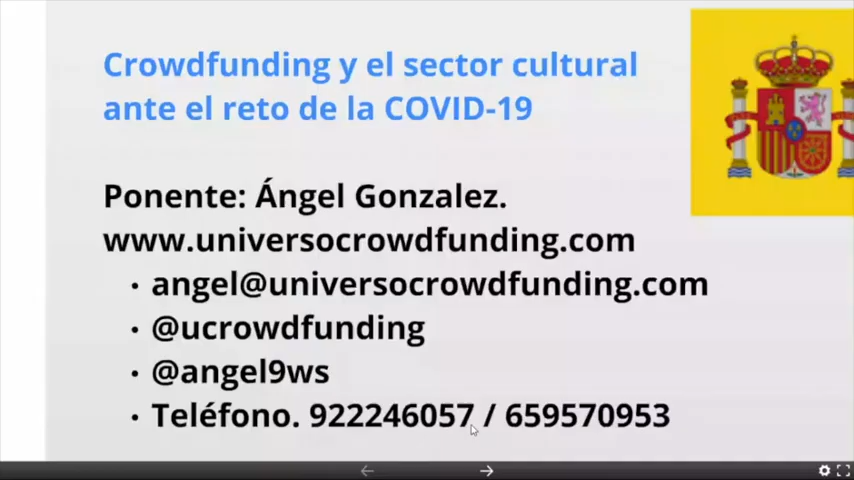 Crowdfunding y el sector cultural
ante el reto de la COVID-19
Ponente: Ángel Gonzalez.
www.universocrowdfunding.com
• angel@universocrowdfunding.com
• @ucrowdfunding
• @angel9ws
• Teléfono. 922246057 / 659570953